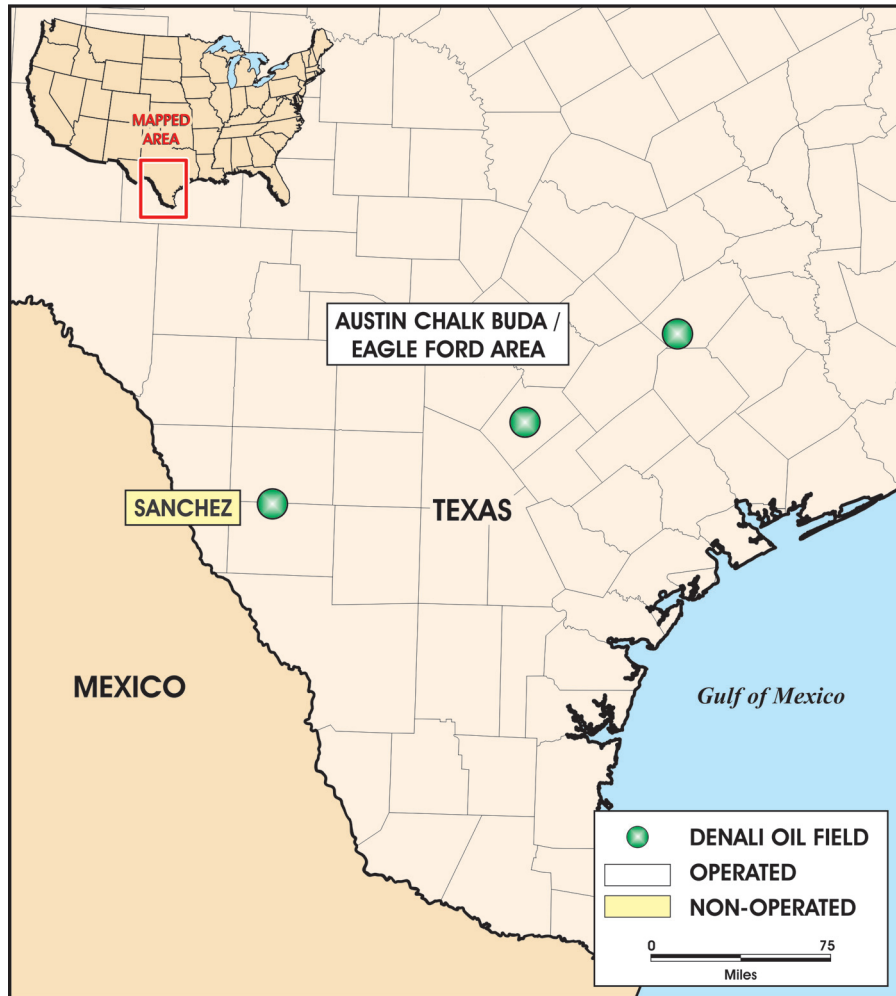 MAPPED
AREA
AUSTIN CHALK BUDA /
EAGLE FORD AREA
SANCHEZ
TEXAS
MEXICO
Gulf of Mexico
DENALI OIL FIELD
OPERATED
NON-OPERATED
0 75
Miles